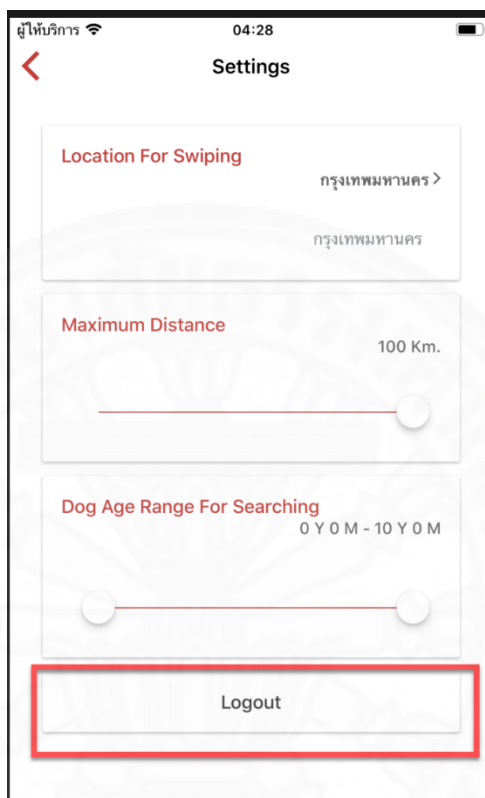 ผู้ให้บริการ 04:28
Settings
Location For Swiping
กรุงเทพมหานคร >
กรุงเทพมหานคร
Maximum Distance
100 Km.
Dog Age Range For Searching
0 Y 0 M - 10 Y 0 M
Logout